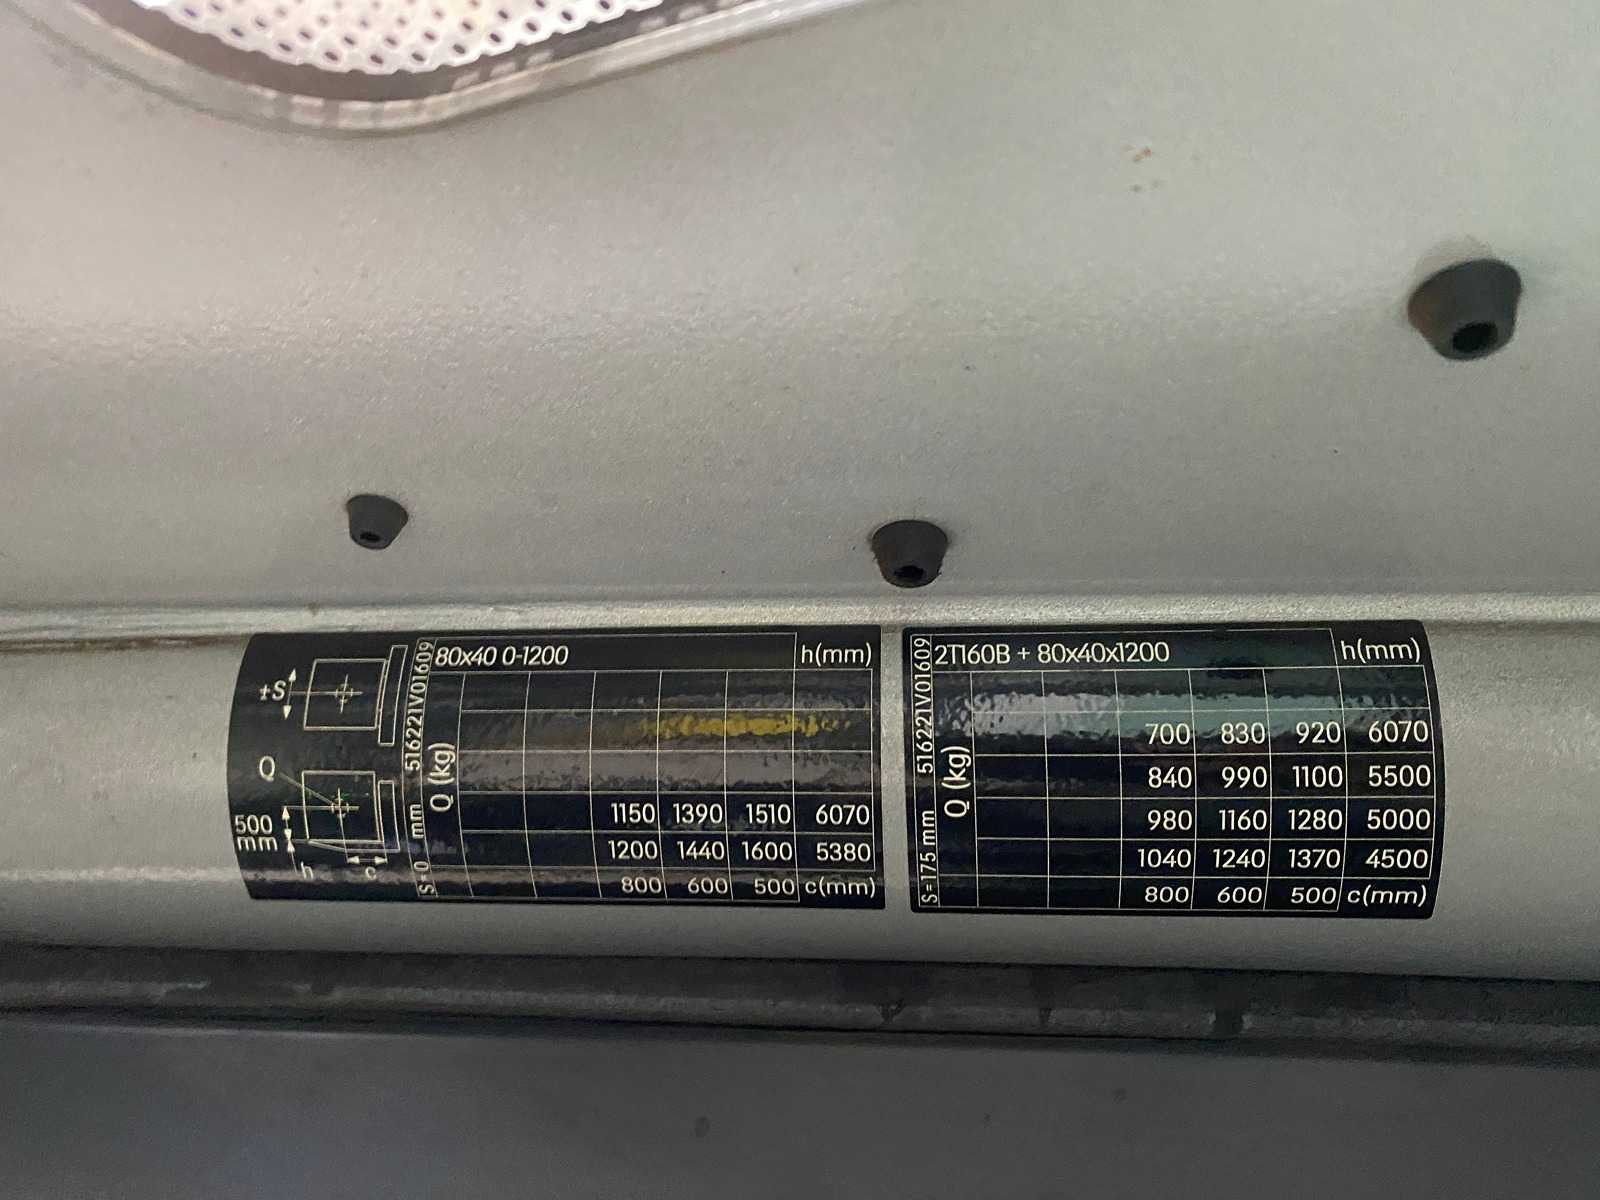 ±S
Q
500
mm
h
c
S=0 mm 516221V01609
80x40 0-1200 h(mm)
Q (kg)
1150 1390 1510 6070
1200 1440 1600 5380
800 600 500 c(mm)
S=175 mm 516221V01609
2T160B + 80x40x1200 h(mm)
Q (kg)
700 830 920 6070
840 990 1100 5500
980 1160 1280 5000
1040 1240 1370 4500
800 600 500 c(mm)